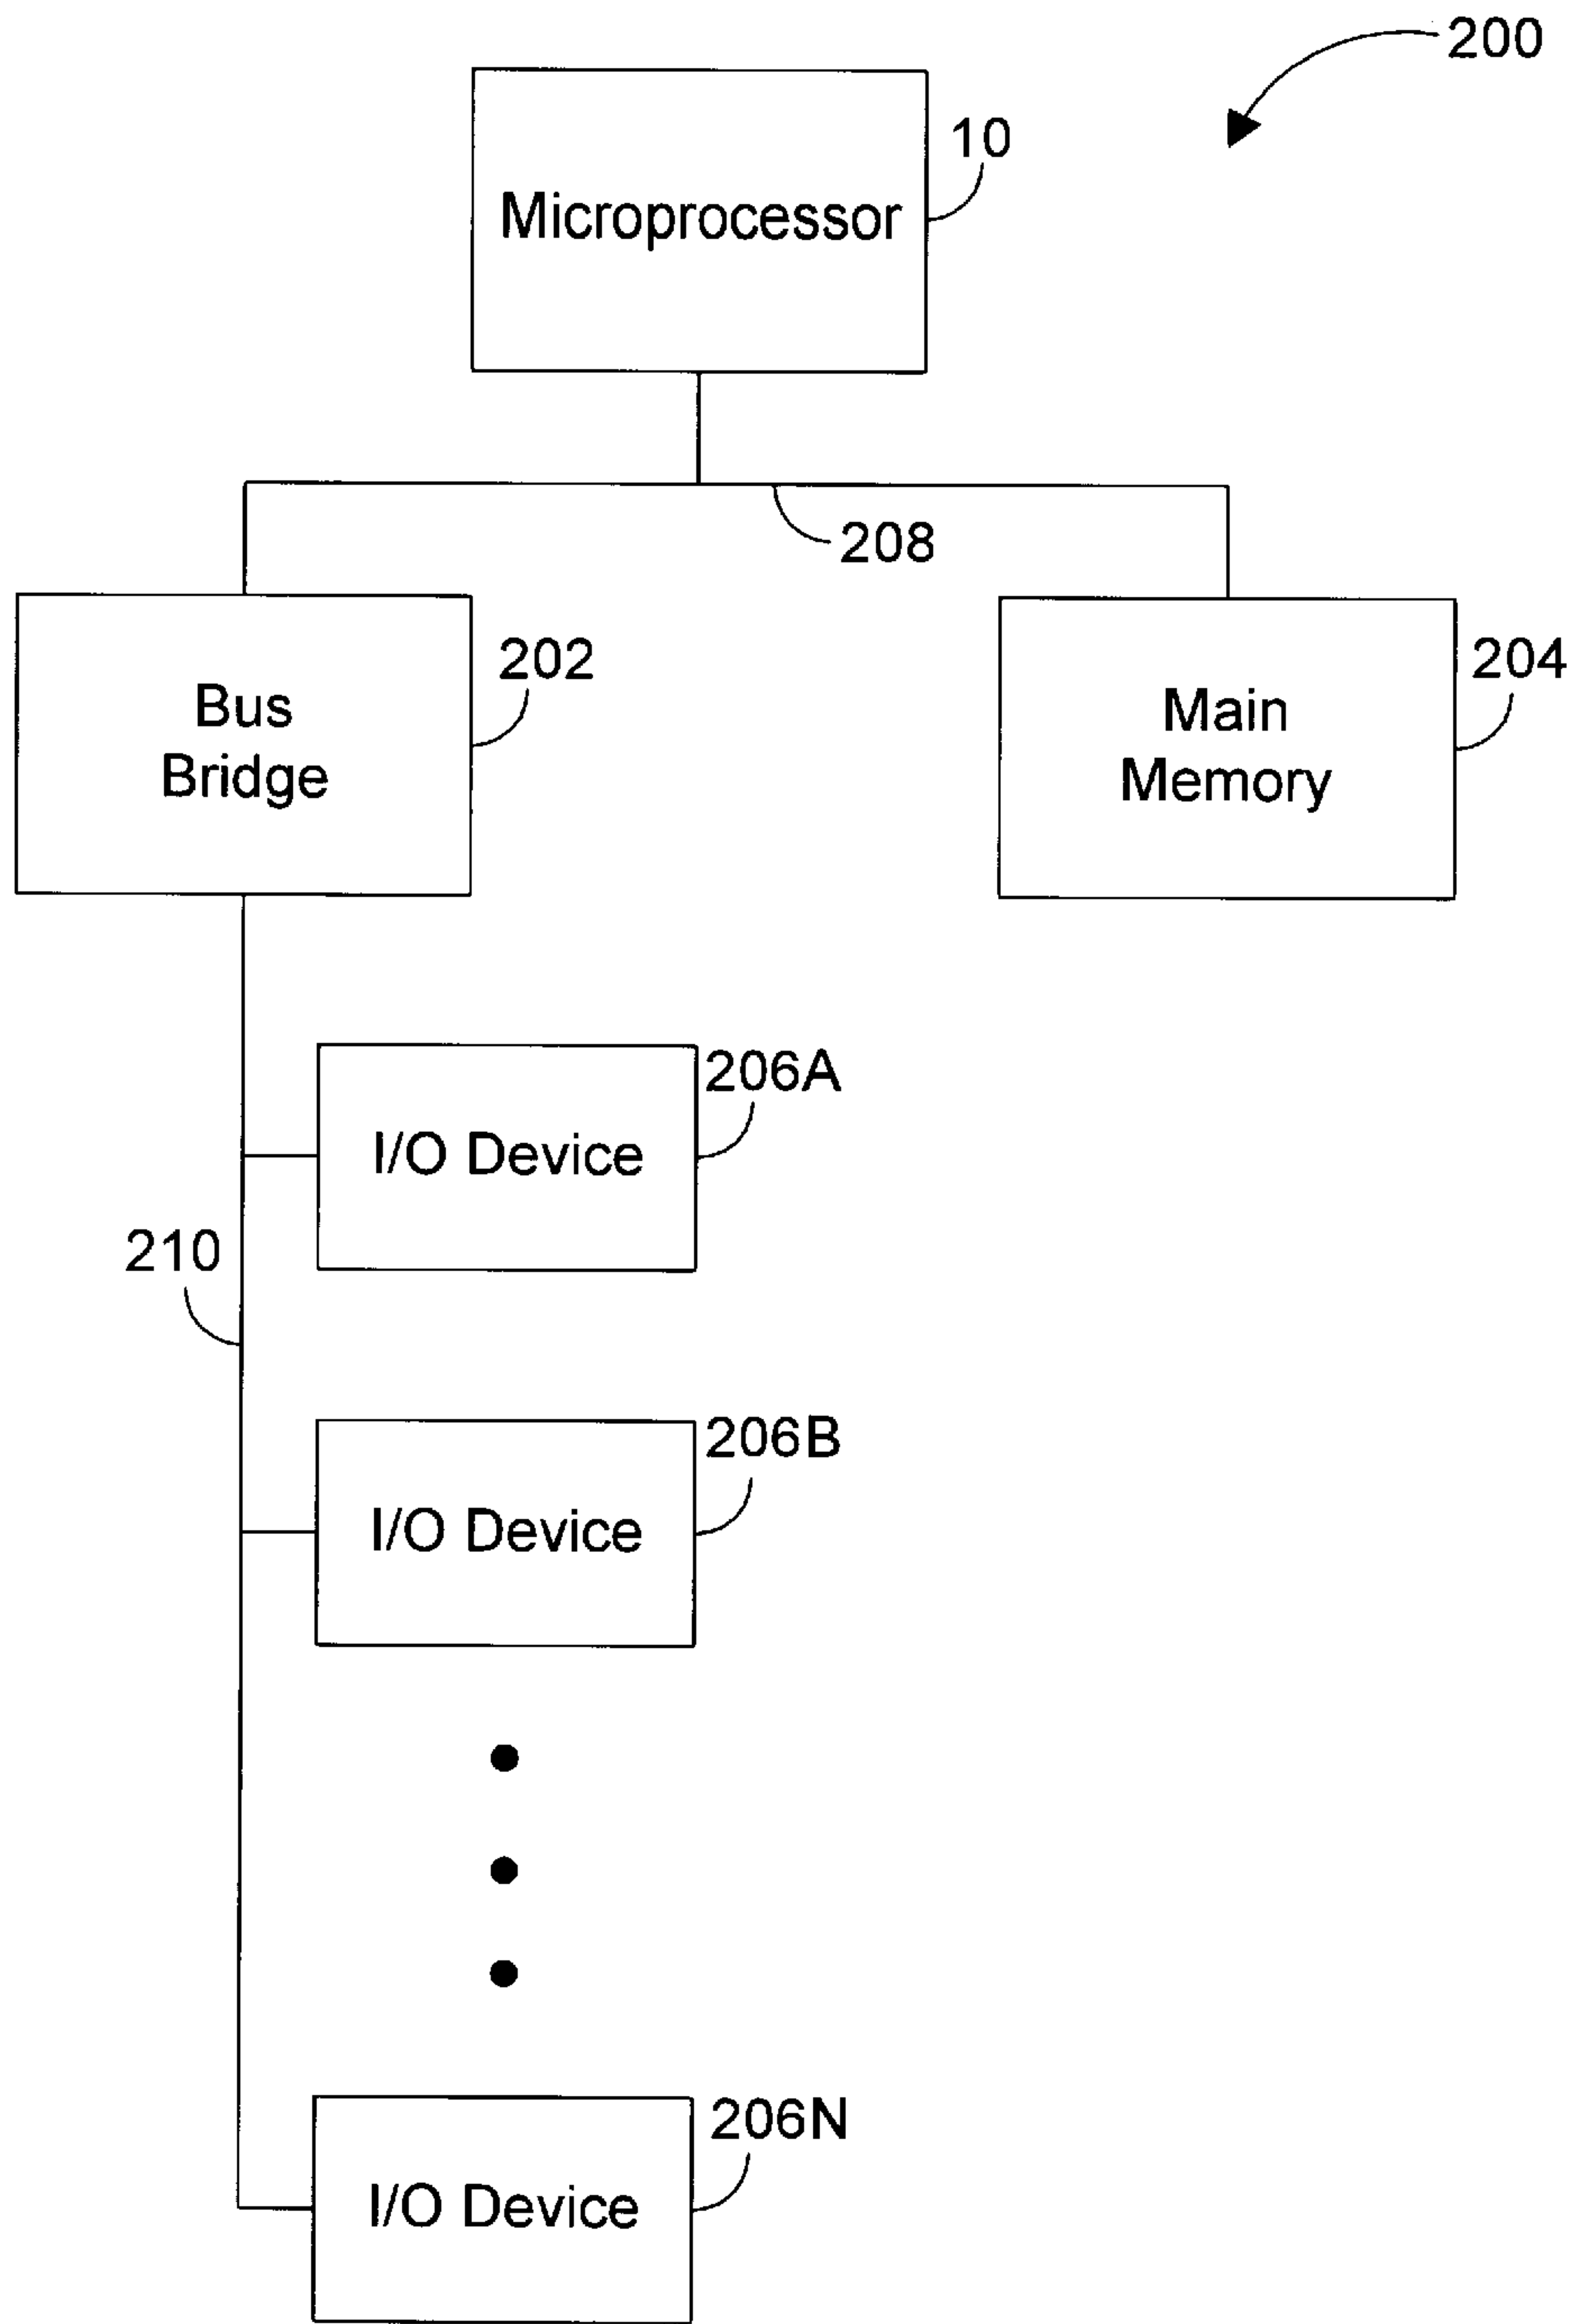 200
10
Microprocessor
208
202
204
Bus
Bridge
Main
Memory
206A
I/O Device
210
206B
I/O Device
206N
I/O Device